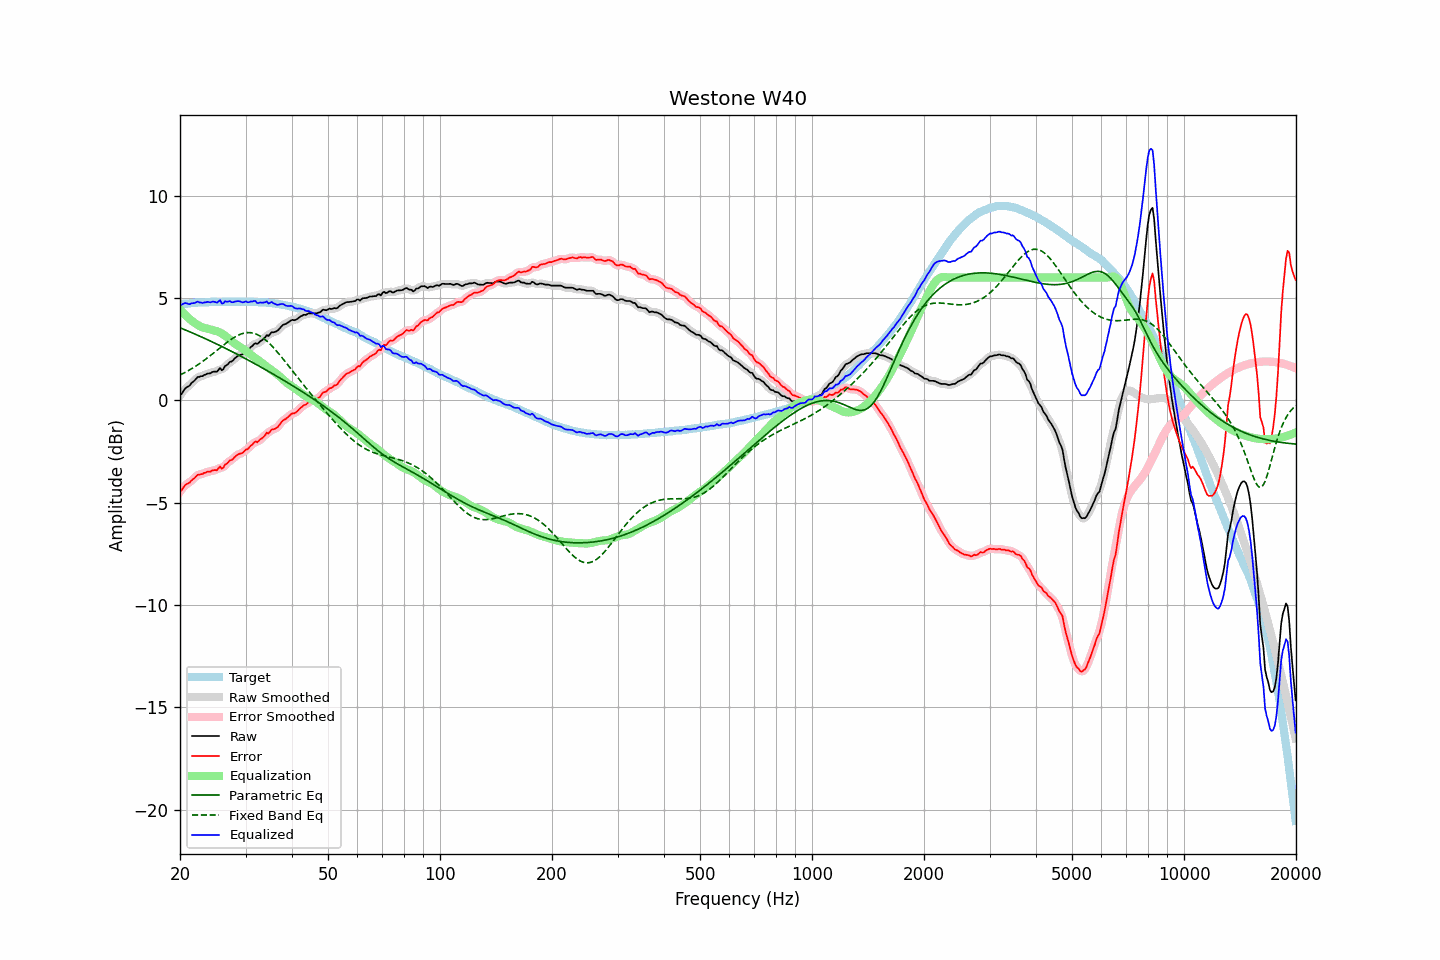 Westone W40
Amplitude (dBr)
10
5
0
−5
−10
−15
−20
Target
Raw Smoothed
Error Smoothed
Raw
Error
Equalization
Parametric Eq
Fixed Band Eq
Equalized
20 50 100 200 500 1000 2000 5000 10000 20000
Frequency (Hz)